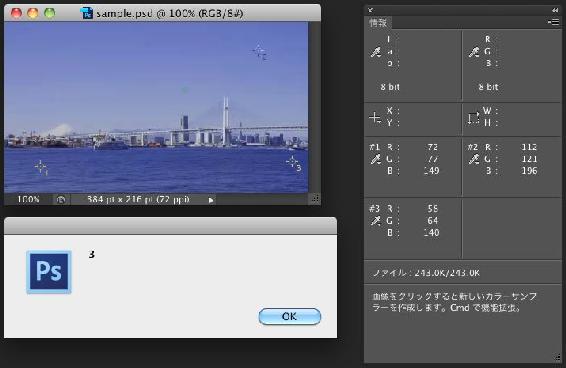 sample.psd @ 100% (RGB/8#)
1
2
3
100%
384 pt x 216 pt (72 ppi)
Ps
3
OK
情報
L :
a :
b :
8 bit
R :
G :
B :
8 bit
X :
Y :
W :
H :
#1 R : 72
G : 77
B : 149
#2 R : 112
G : 121
B : 196
#3 R : 58
G : 64
B : 140
ファイル : 243.0K/243.0K
画像をクリックすると新しいカラーサンプ
ラーを作成します。Cmd で機能拡張。